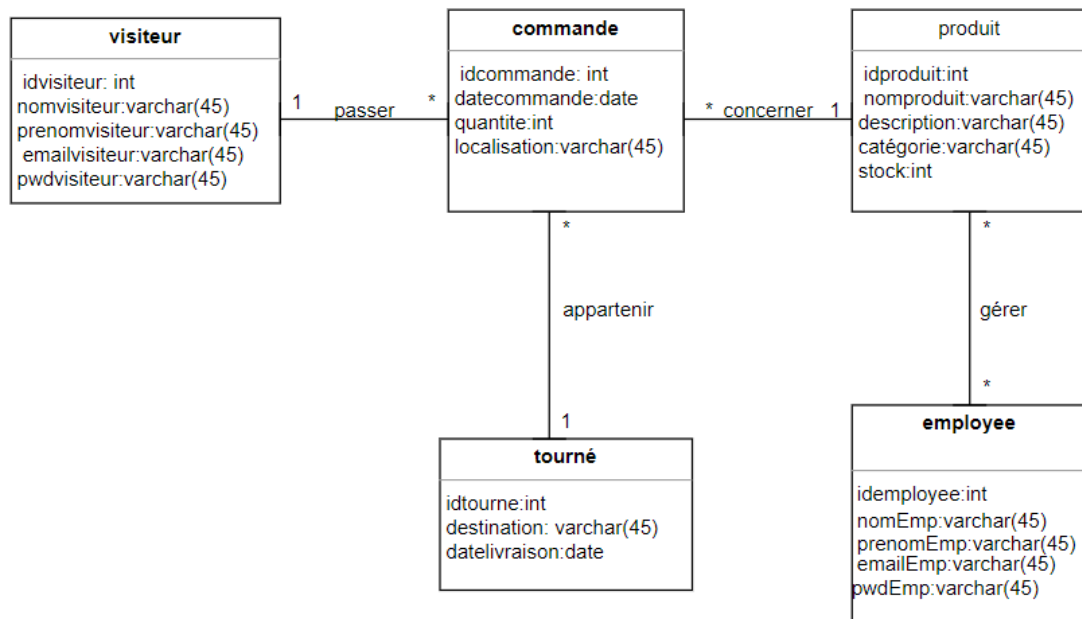 visiteur
idvisiteur: int
nomvisiteur:varchar(45)
prenomvisiteur:varchar(45)
emailvisiteur:varchar(45)
pwdvisiteur:varchar(45)
1
passer
*
commande
idcommande: int
datecommande:date
quantite:int
localisation:varchar(45)
*
concerner
1
produit
idproduit:int
nomproduit:varchar(45)
description:varchar(45)
catégorie:varchar(45)
stock:int
*
appartenir
1
*
gérer
*
tourné
idtourne:int
destination: varchar(45)
datelivraison:date
employee
idemployee:int
nomEmp:varchar(45)
prenomEmp:varchar(45)
emailEmp:varchar(45)
pwdEmp:varchar(45)